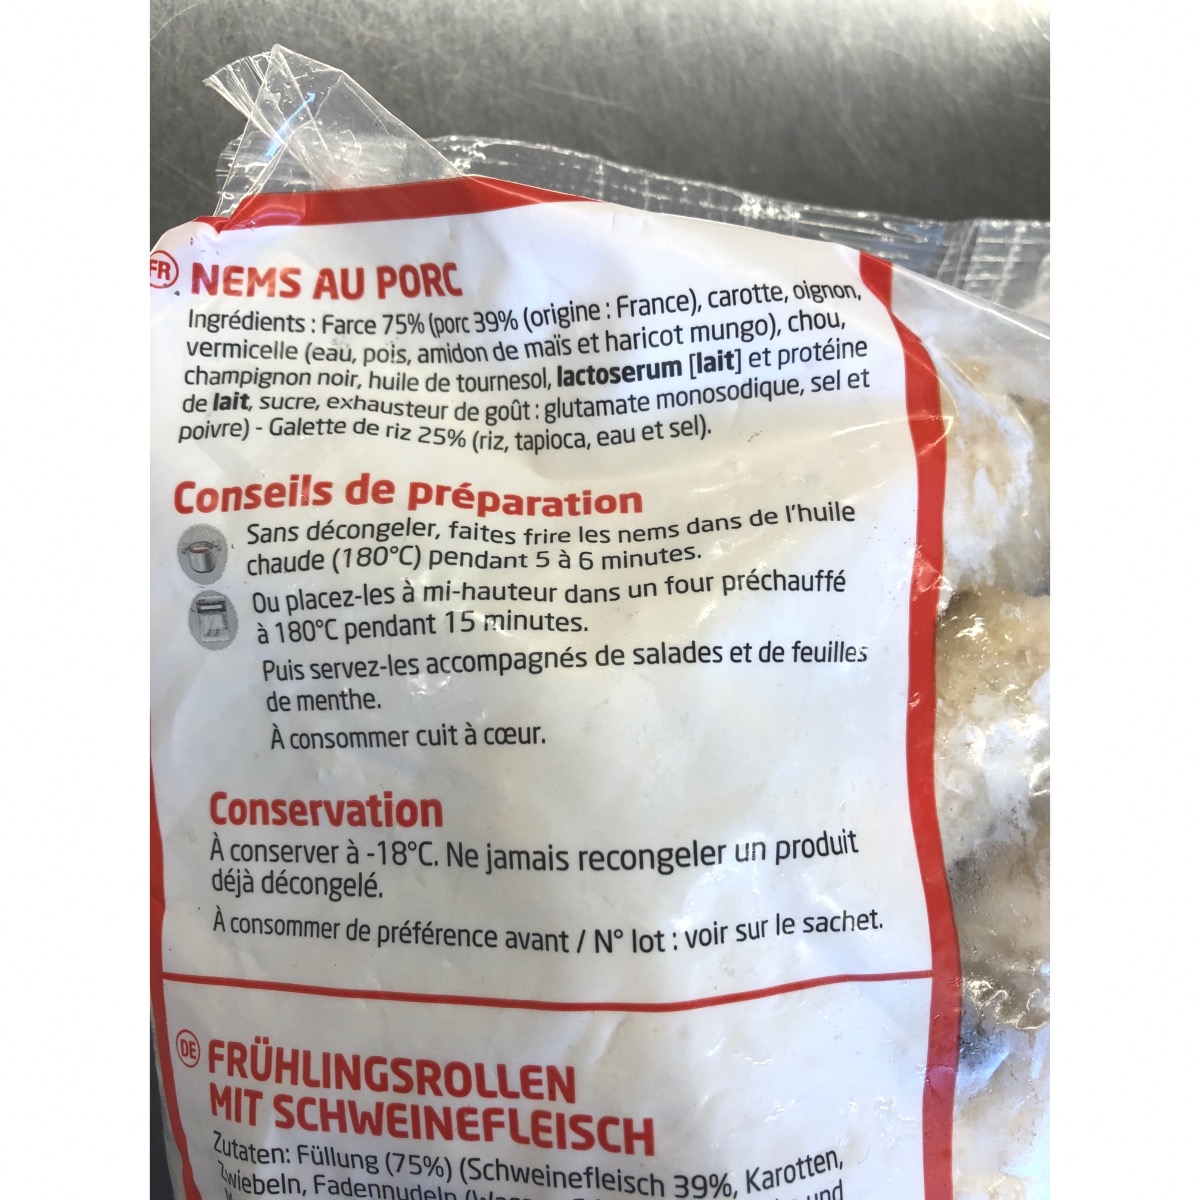 FR NEMS AU PORC
Ingrédients : Farce 75% (porc 39% (origine : France), carotte, oignon,
vermicelle (eau, pois, amidon de maïs et haricot mungo), chou,
champignon noir, huile de tournesol, lactoserum [lait] et protéine
de lait, sucre, exhausteur de goût : glutamate monosodique, sel et
poivre) - Galette de riz 25% (riz, tapioca, eau et sel).
Conseils de préparation
Sans décongeler, faites frire les nems dans de l'huile
chaude (180°C) pendant 5 à 6 minutes.
Ou placez-les à mi-hauteur dans un four préchauffé
à 180°C pendant 15 minutes.
Puis servez-les accompagnés de salades et de feuilles
de menthe.
À consommer cuit à cœur.
Conservation
À conserver à -18°C. Ne jamais recongeler un produit
déjà décongelé.
À consommer de préférence avant / N° lot : voir sur le sachet.
DE FRÜHLINGSROLLEN
MIT SCHWEINEFLEISCH
Zutaten: Füllung (75%) (Schweinefleisch 39%, Karotten,
Zwiebeln, Fadennudeln und